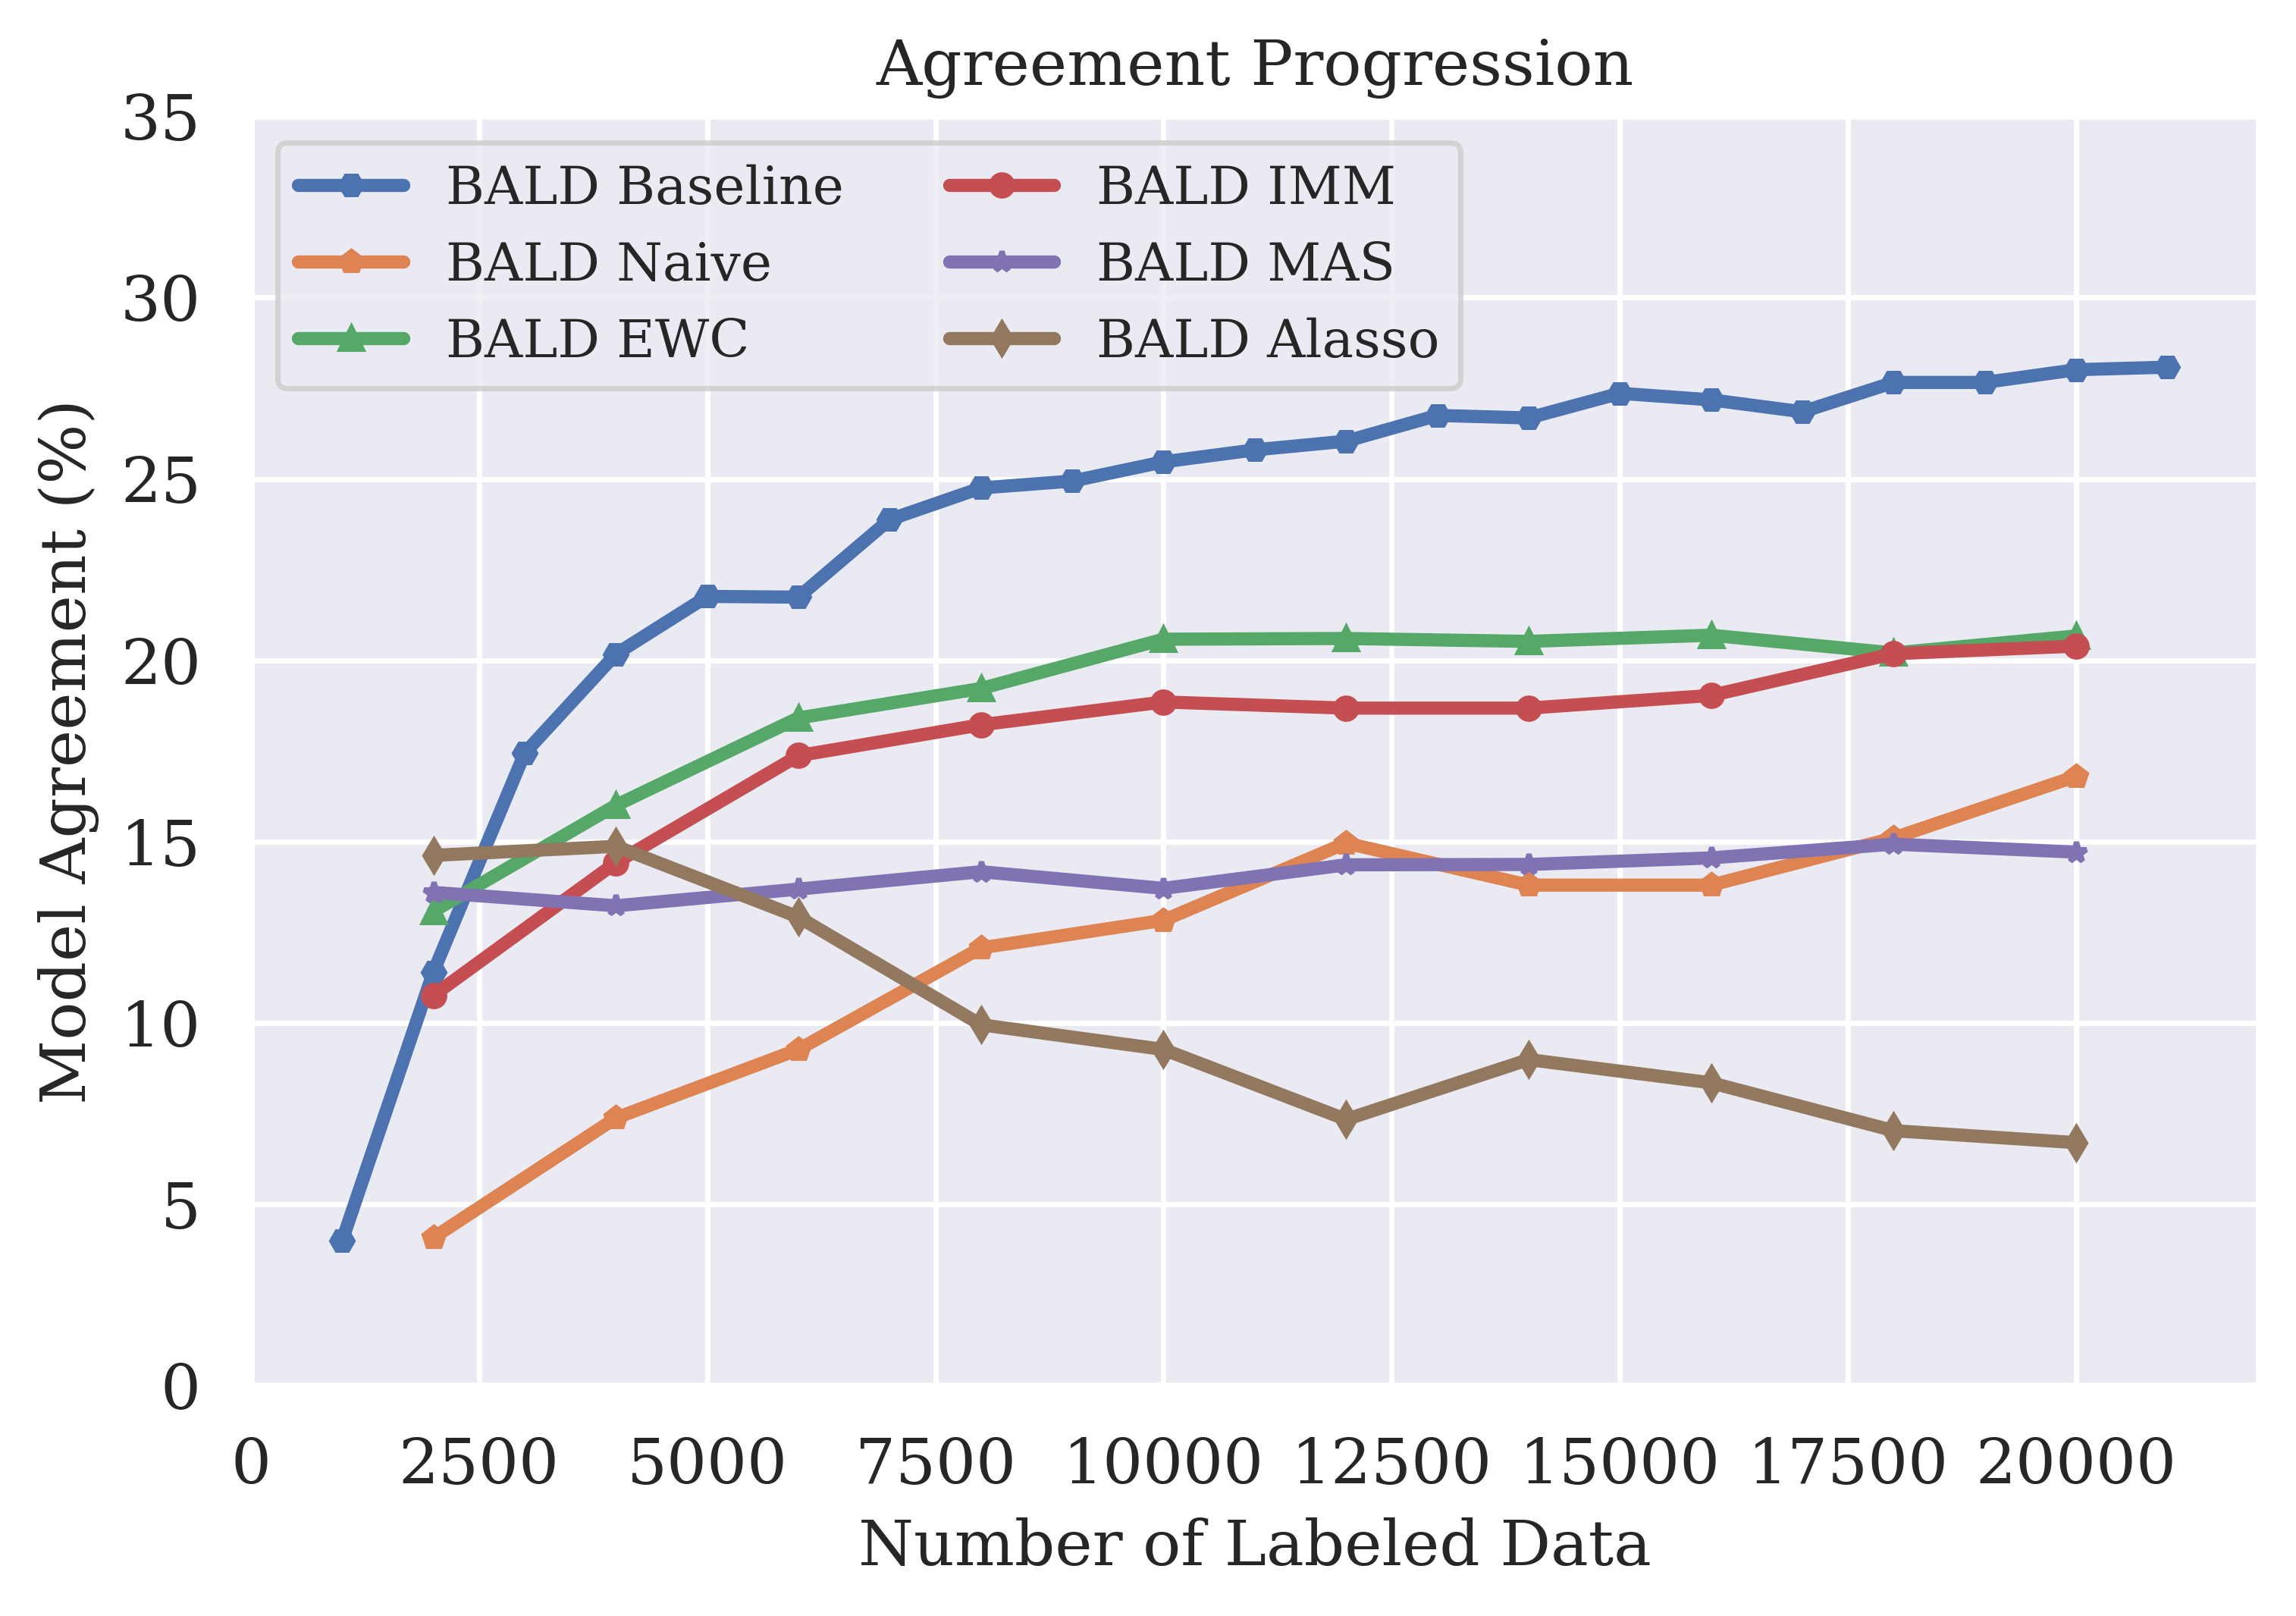 Agreement Progression
35
30
25
20
15
10
5
0
Model Agreement (%)
BALD Baseline
BALD Naive
BALD EWC
BALD IMM
BALD MAS
BALD Alasso
0 2500 5000 7500 10000 12500 15000 17500 20000
Number of Labeled Data